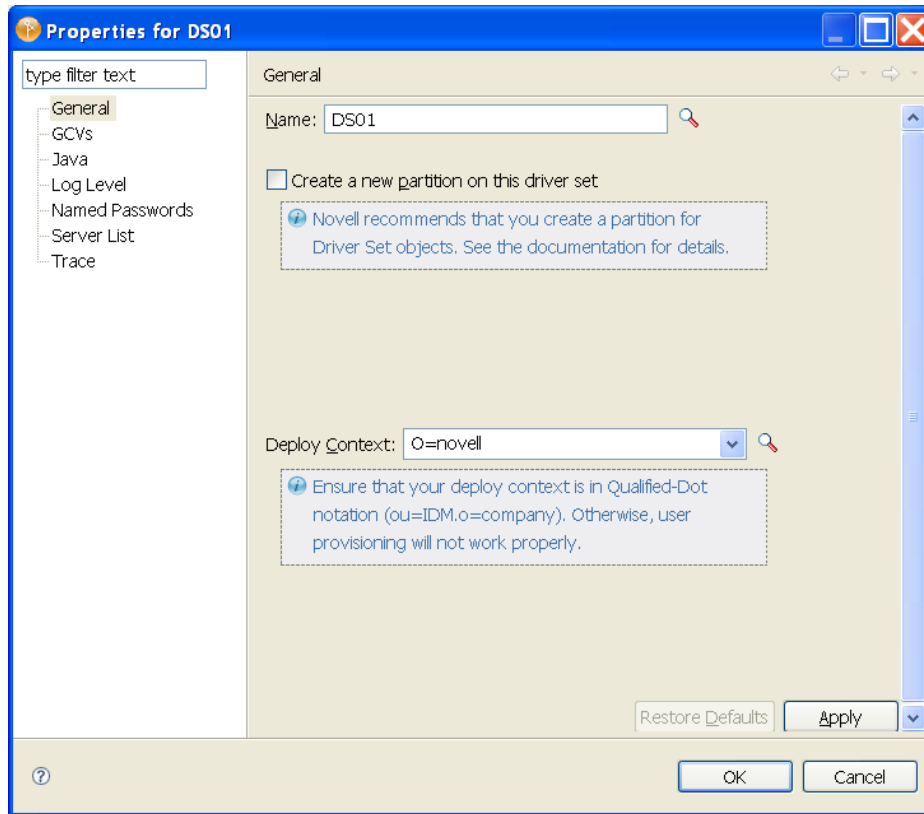 Properties for DS01
type filter text
General
GCVs
Java
Log Level
Named Passwords
Server List
Trace
General
Name: DS01
Create a new partition on this driver set
Novell recommends that you create a partition for
Driver Set objects. See the documentation for details.
Deploy Context: O=novell
Ensure that your deploy context is in Qualified-Dot
notation (ou=IDM.o=company). Otherwise, user
provisioning will not work properly.
Restore Defaults Apply
? OK Cancel